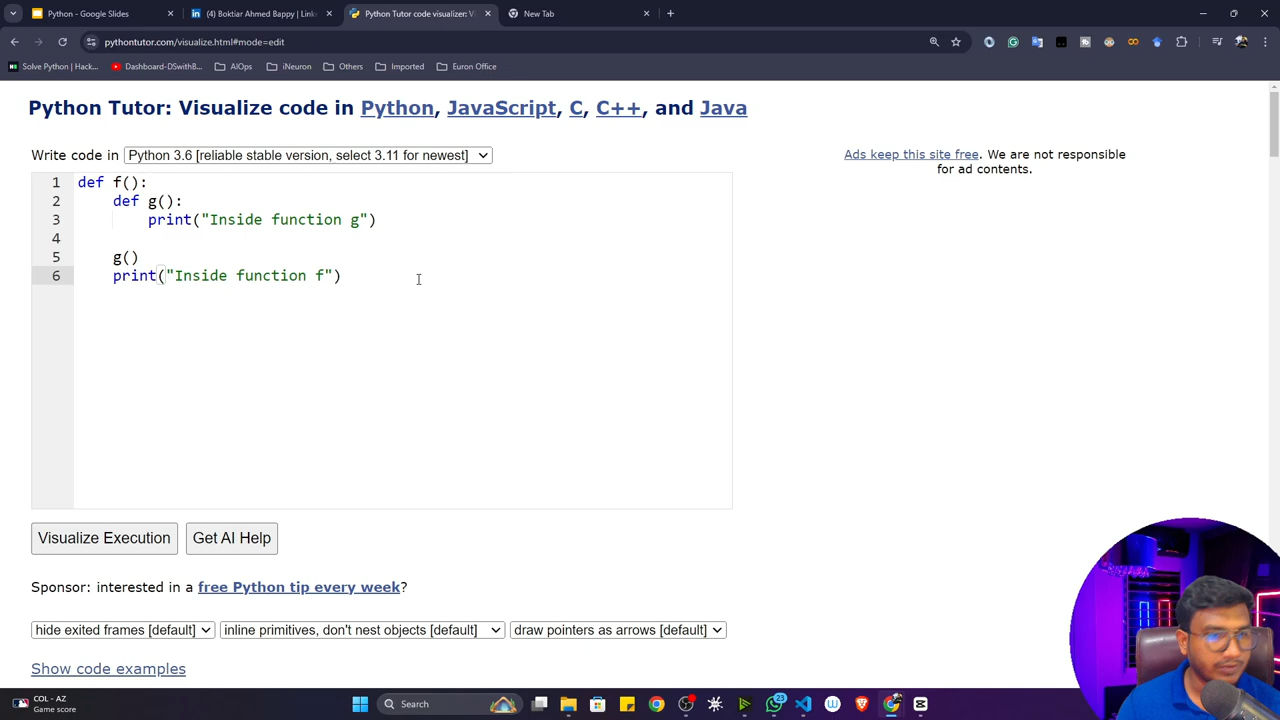 Python - Google Slides
(4) Boktiar Ahmed Bappy | Linke
Python Tutor code visualizer: Vi
New Tab
pythontutor.com/visualize.html#mode=edit
Solve Python | Hack...
Dashboard-DSwithB...
AIOps
iNeuron
Others
Imported
Euron Office
Python Tutor: Visualize code in Python, JavaScript, C, C++, and Java
Write code in Python 3.6 [reliable stable version, select 3.11 for newest]
Ads keep this site free. We are not responsible
for ad contents.
1 def f():
2 def g():
3 print("Inside function g")
4
5 g()
6 print("Inside function f")
Visualize Execution
Get AI Help
Sponsor: interested in a free Python tip every week?
hide exited frames [default]
inline primitives, don't nest objects [default]
draw pointers as arrows [default]
Show code examples
COL - AZ
Game score
Search
23